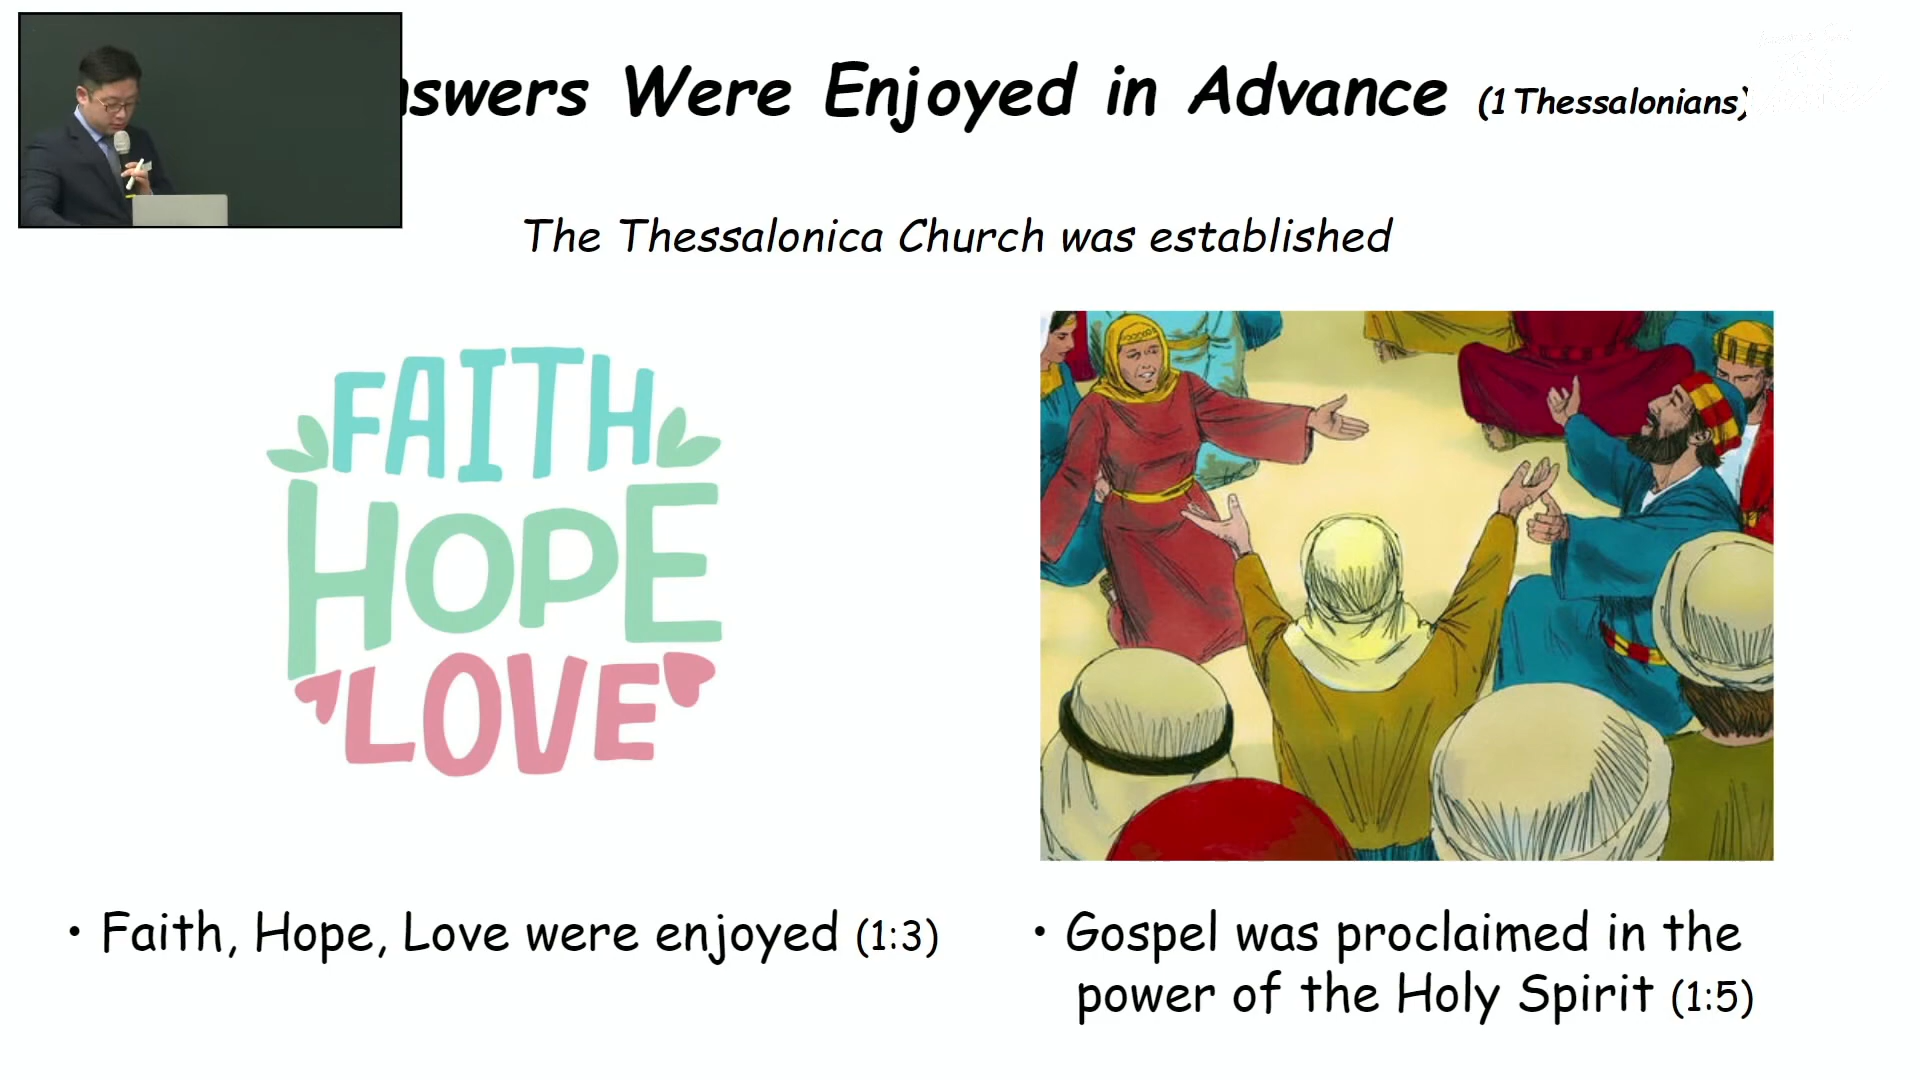 nswers Were Enjoyed in Advance (1 Thessalonians)
The Thessalonica Church was established
FAITH
HOPE
LOVE
• Faith, Hope, Love were enjoyed (1:3)
• Gospel was proclaimed in the
power of the Holy Spirit (1:5)